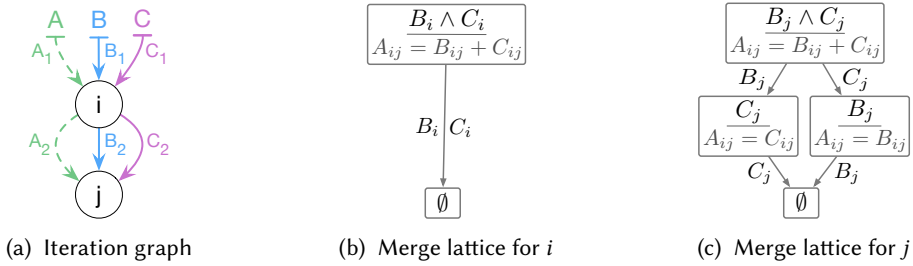 A B C
A₁ B₁ C₁
i
A₂ B₂ C₂
j
(a) Iteration graph
B_i ∧ C_i
A_ij = B_ij + C_ij
B_i C_i
∅
(b) Merge lattice for i
B_j ∧ C_j
A_ij = B_ij + C_ij
B_j C_j
C_j B_j
A_ij = C_ij A_ij = B_ij
C_j B_j
∅
(c) Merge lattice for j